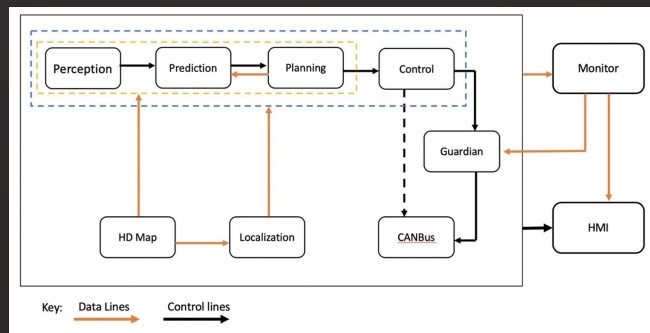 Perception
Prediction
Planning
Control
Monitor
Guardian
HD Map
Localization
CANBus
HMI
Key: Data Lines Control lines